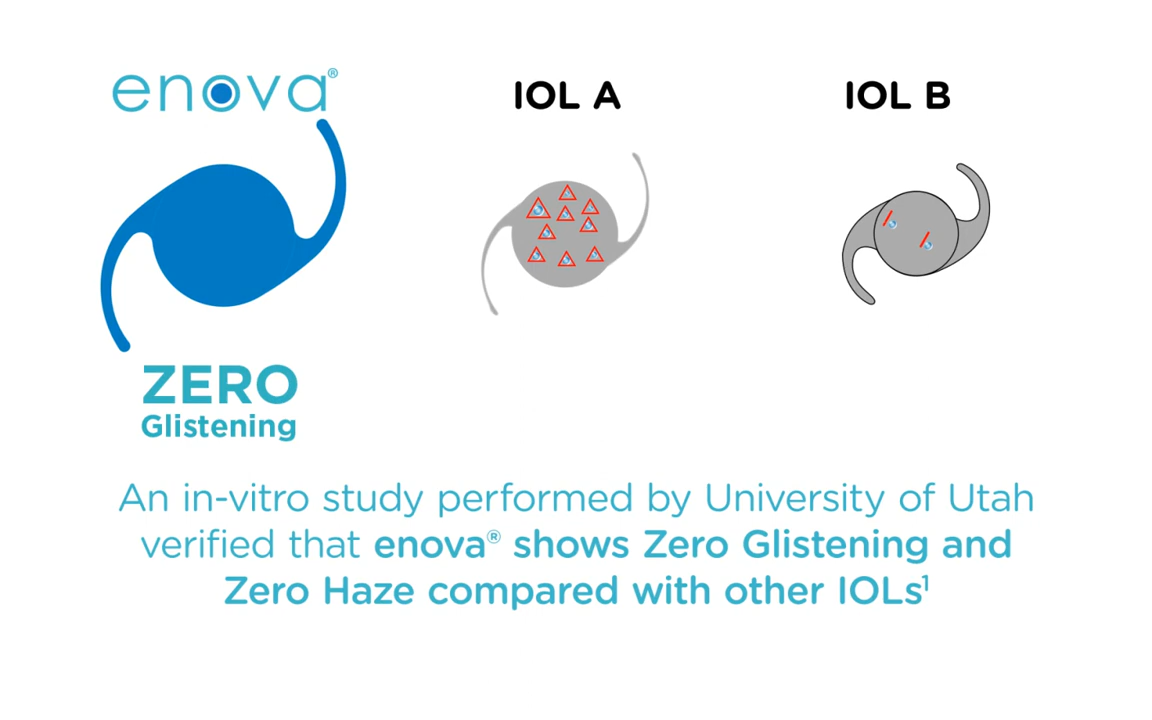 enova®
IOL A
IOL B
ZERO
Glistening
An in-vitro study performed by University of Utah
verified that enova® shows Zero Glistening and
Zero Haze compared with other IOLs¹